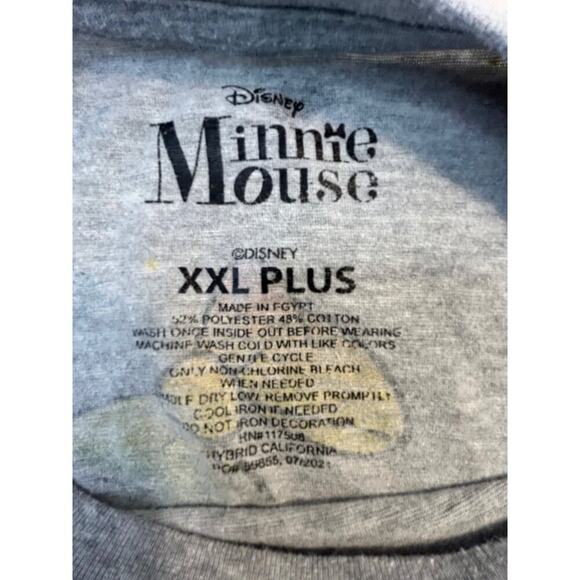 Disney
Minnie
Mouse
©DISNEY
XXL PLUS
MADE IN EGYPT
52% POLYESTER 48% COTTON
WASH ONCE INSIDE OUT BEFORE WEARING
MACHINE WASH COLD WITH LIKE COLORS
GENTLE CYCLE
ONLY NON-CHLORINE BLEACH
WHEN NEEDED
DRY LOW REMOVE PROMPTLY
COOL IRON IF NEEDED
DO NOT IRON DECORATION
RN#117508
HYBRID CALIFORNIA